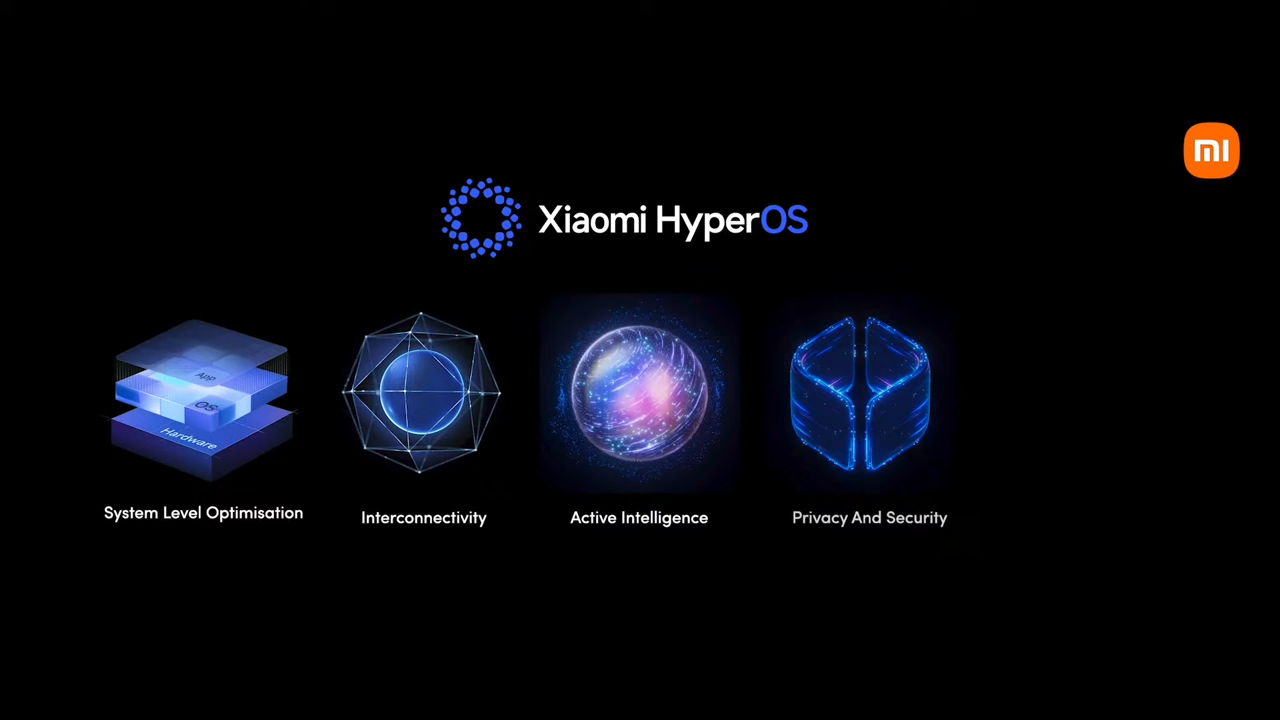 mi
Xiaomi HyperOS
App
OS
Hardware
System Level Optimisation
Interconnectivity
Active Intelligence
Privacy And Security